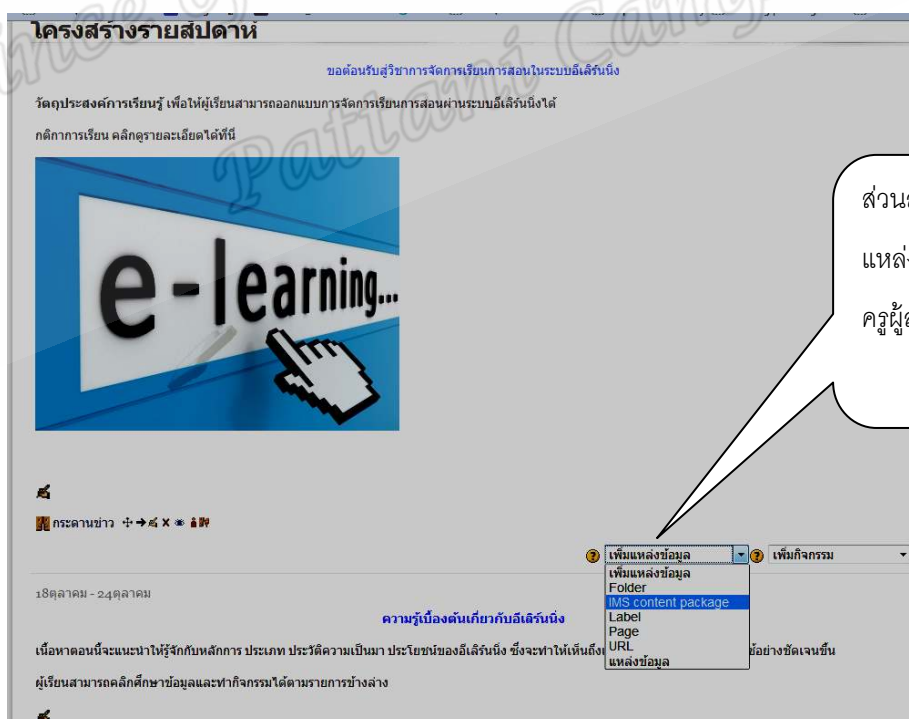 โครงสร้างรายสัปดาห์
ขอต้อนรับสู่วิชาการจัดการเรียนการสอนในระบบอีเลิร์นนิ่ง
วัตถุประสงค์การเรียนรู้ เพื่อให้ผู้เรียนสามารถออกแบบการจัดการเรียนการสอนผ่านระบบอีเลิร์นนิ่งได้
กติกาการเรียน คลิกดูรายละเอียดได้ที่นี่
Pattani
e-learning...
ส่วน
กระดานข่าว
เพิ่มแหล่งข้อมูล
เพิ่มกิจกรรม
เพิ่มแหล่งข้อมูล
Folder
IMS content package
Label
Page
URL
แหล่งข้อมูล
18ตุลาคม - 24ตุลาคม
ความรู้เบื้องต้นเกี่ยวกับอีเลิร์นนิ่ง
เนื้อหาตอนนี้จะแนะนำให้รู้จักกับหลักการ ประเภท ประวัติความเป็นมา ประโยชน์ของอีเลิร์นนิ่ง ซึ่งจะทำให้เห็นถึง อย่างชัดเจนขึ้น
ผู้เรียนสามารถคลิกศึกษาข้อมูลและทำกิจกรรมได้ตามรายการข้างล่าง